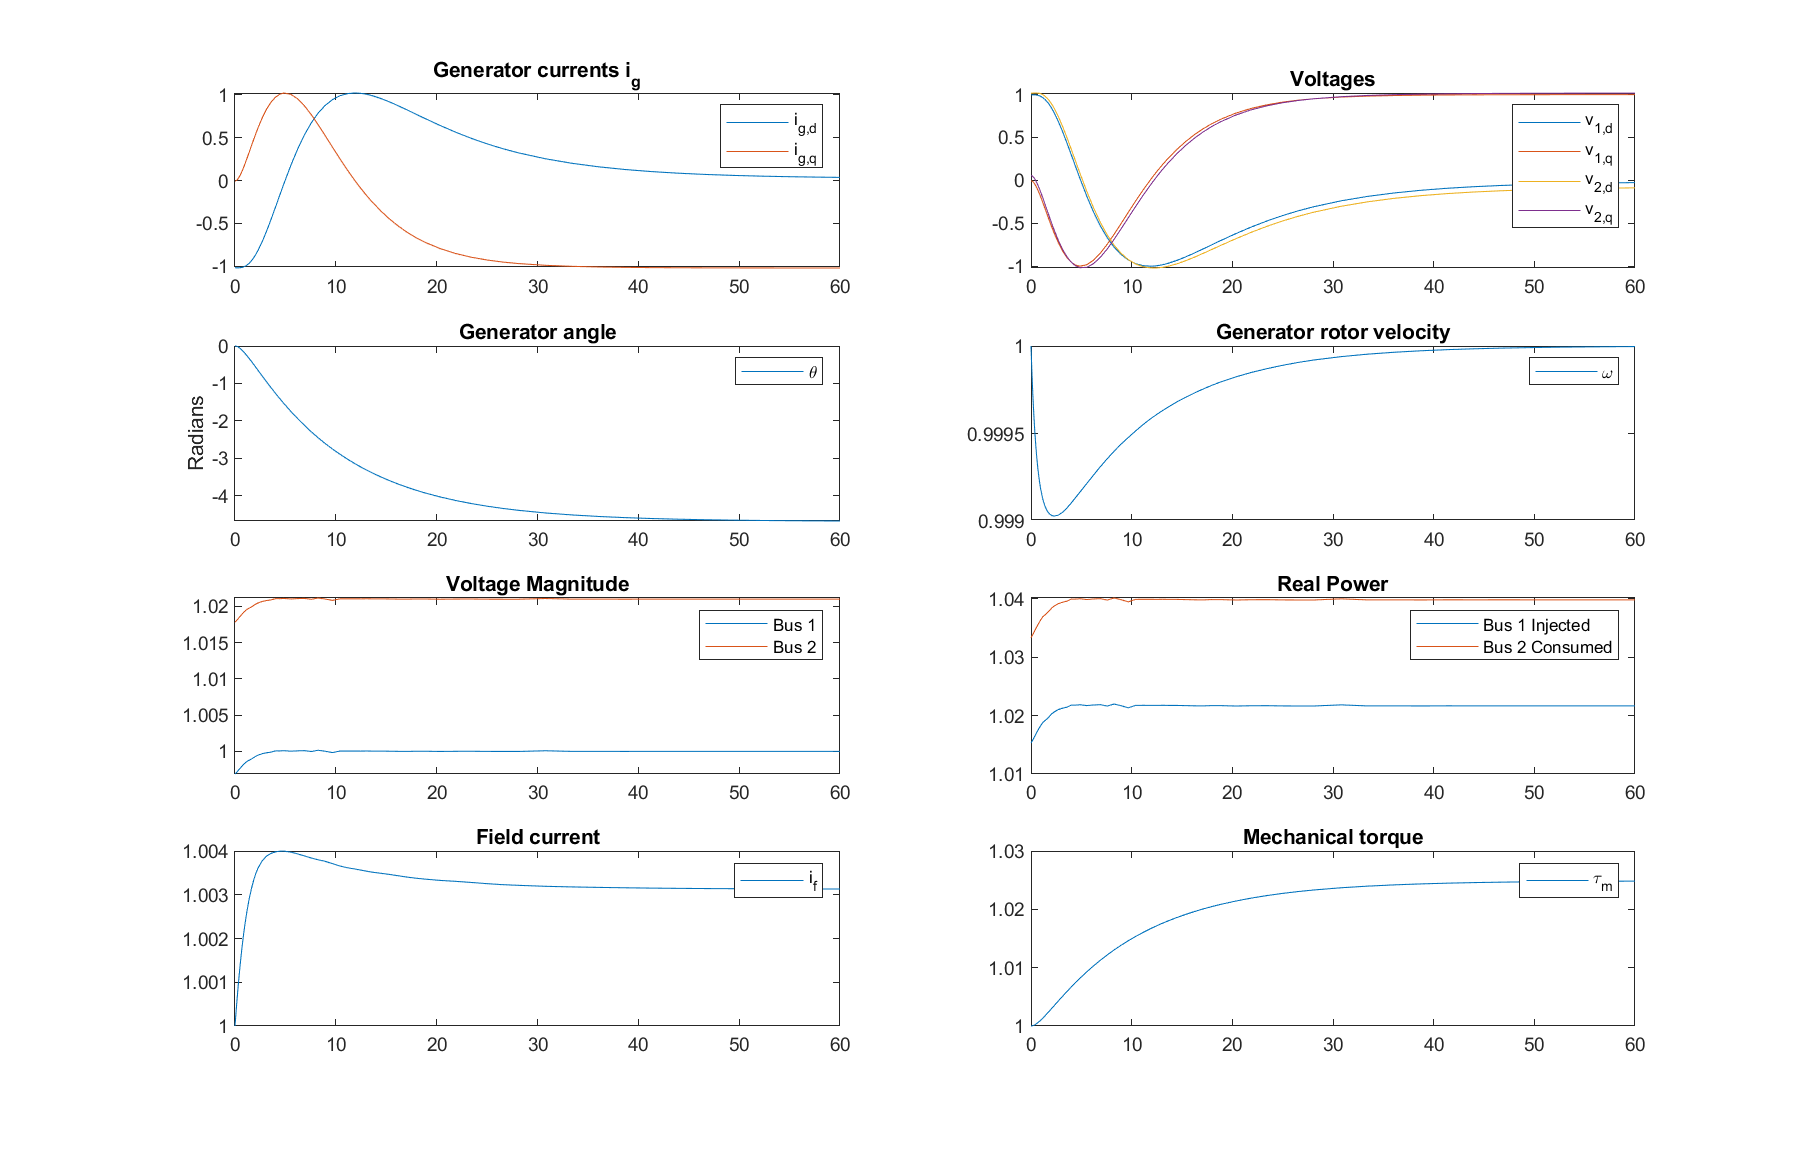 Generator currents i_g
1
0.5
0
-0.5
-1
0 10 20 30 40 50 60
i_g,d
i_g,q
Voltages
1
0.5
0
-0.5
-1
0 10 20 30 40 50 60
v_1,d
v_1,q
v_2,d
v_2,q
Generator angle
Radians
0
-1
-2
-3
-4
0 10 20 30 40 50 60
θ
Generator rotor velocity
1
0.9995
0.999
0 10 20 30 40 50 60
ω
Voltage Magnitude
1.02
1.015
1.01
1.005
1
0 10 20 30 40 50 60
Bus 1
Bus 2
Real Power
1.04
1.03
1.02
1.01
0 10 20 30 40 50 60
Bus 1 Injected
Bus 2 Consumed
Field current
1.004
1.003
1.002
1.001
1
0 10 20 30 40 50 60
i_f
Mechanical torque
1.03
1.02
1.01
1
0 10 20 30 40 50 60
τ_m